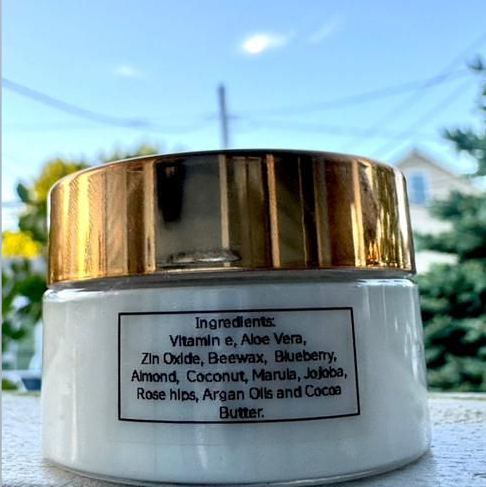 Ingredients:
Vitamin e, Aloe Vera,
Zin Oxide, Beewax, Blueberry,
Almond, Coconut, Marula, Jojoba,
Rose hips, Argan Oils and Cocoa
Butter.